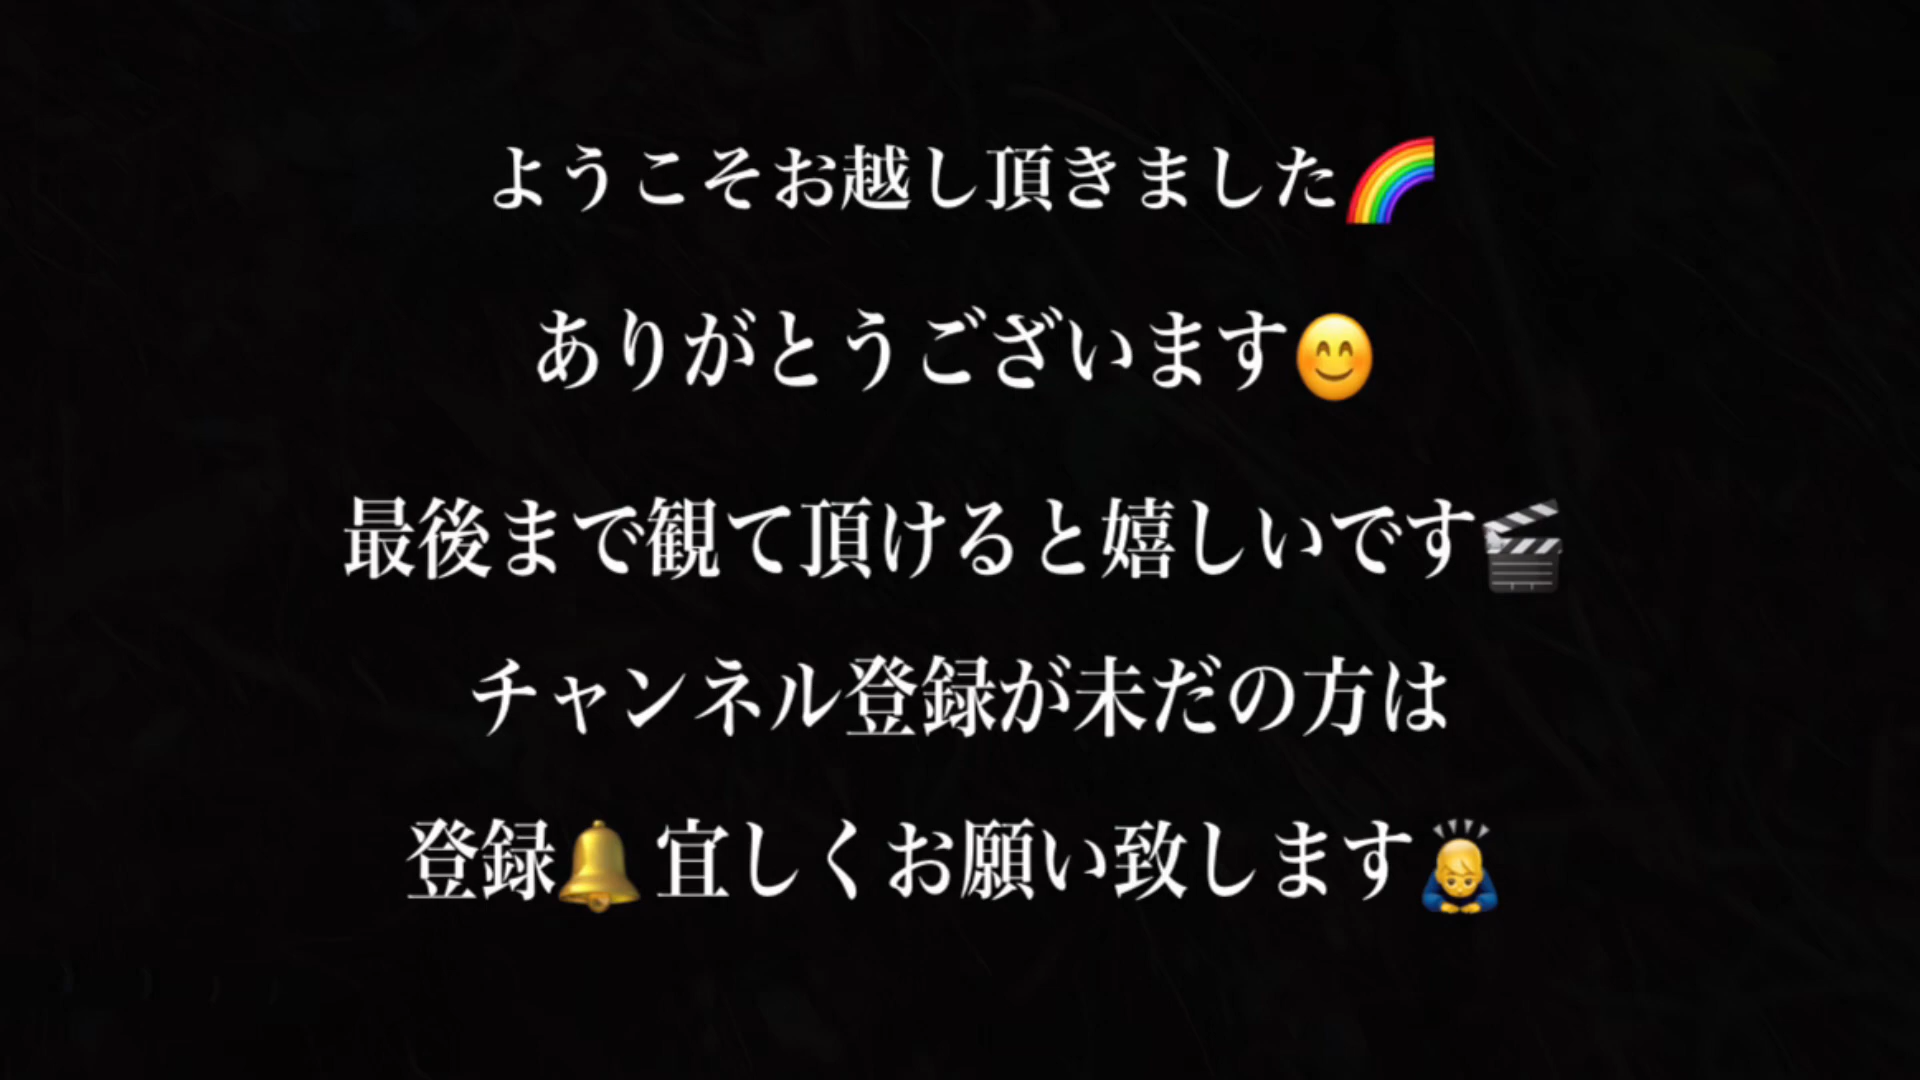 ようこそお越し頂きました🌈
ありがとうございます😊
最後まで観て頂けると嬉しいです🎬
チャンネル登録が未だの方は
登録🔔宜しくお願い致します🙇